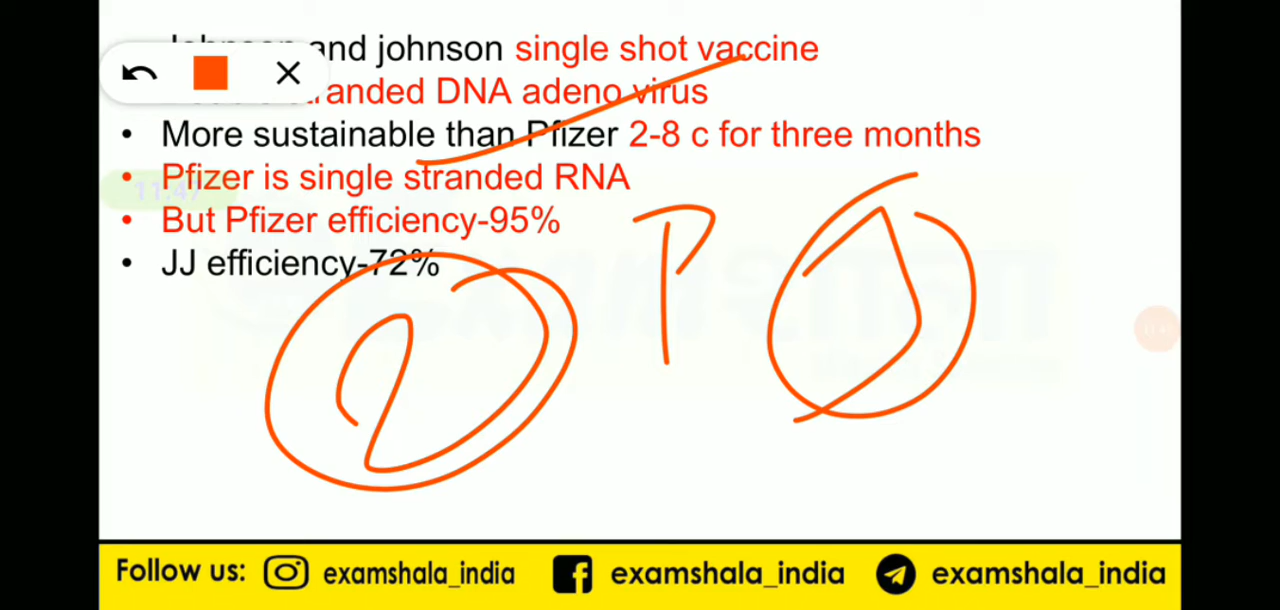 and johnson single shot vaccine
stranded DNA adeno virus
• More sustainable than Pfizer 2-8 c for three months
• Pfizer is single stranded RNA
• But Pfizer efficiency-95%
• JJ efficiency-72%
P
Follow us: examshala_india examshala_india examshala_india